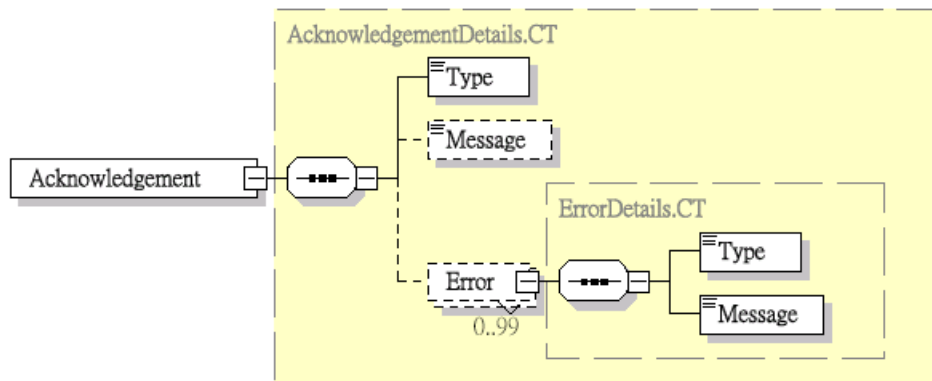 AcknowledgementDetails.CT
Type
Message
Acknowledgement
ErrorDetails.CT
Type
Error
Message
0..99